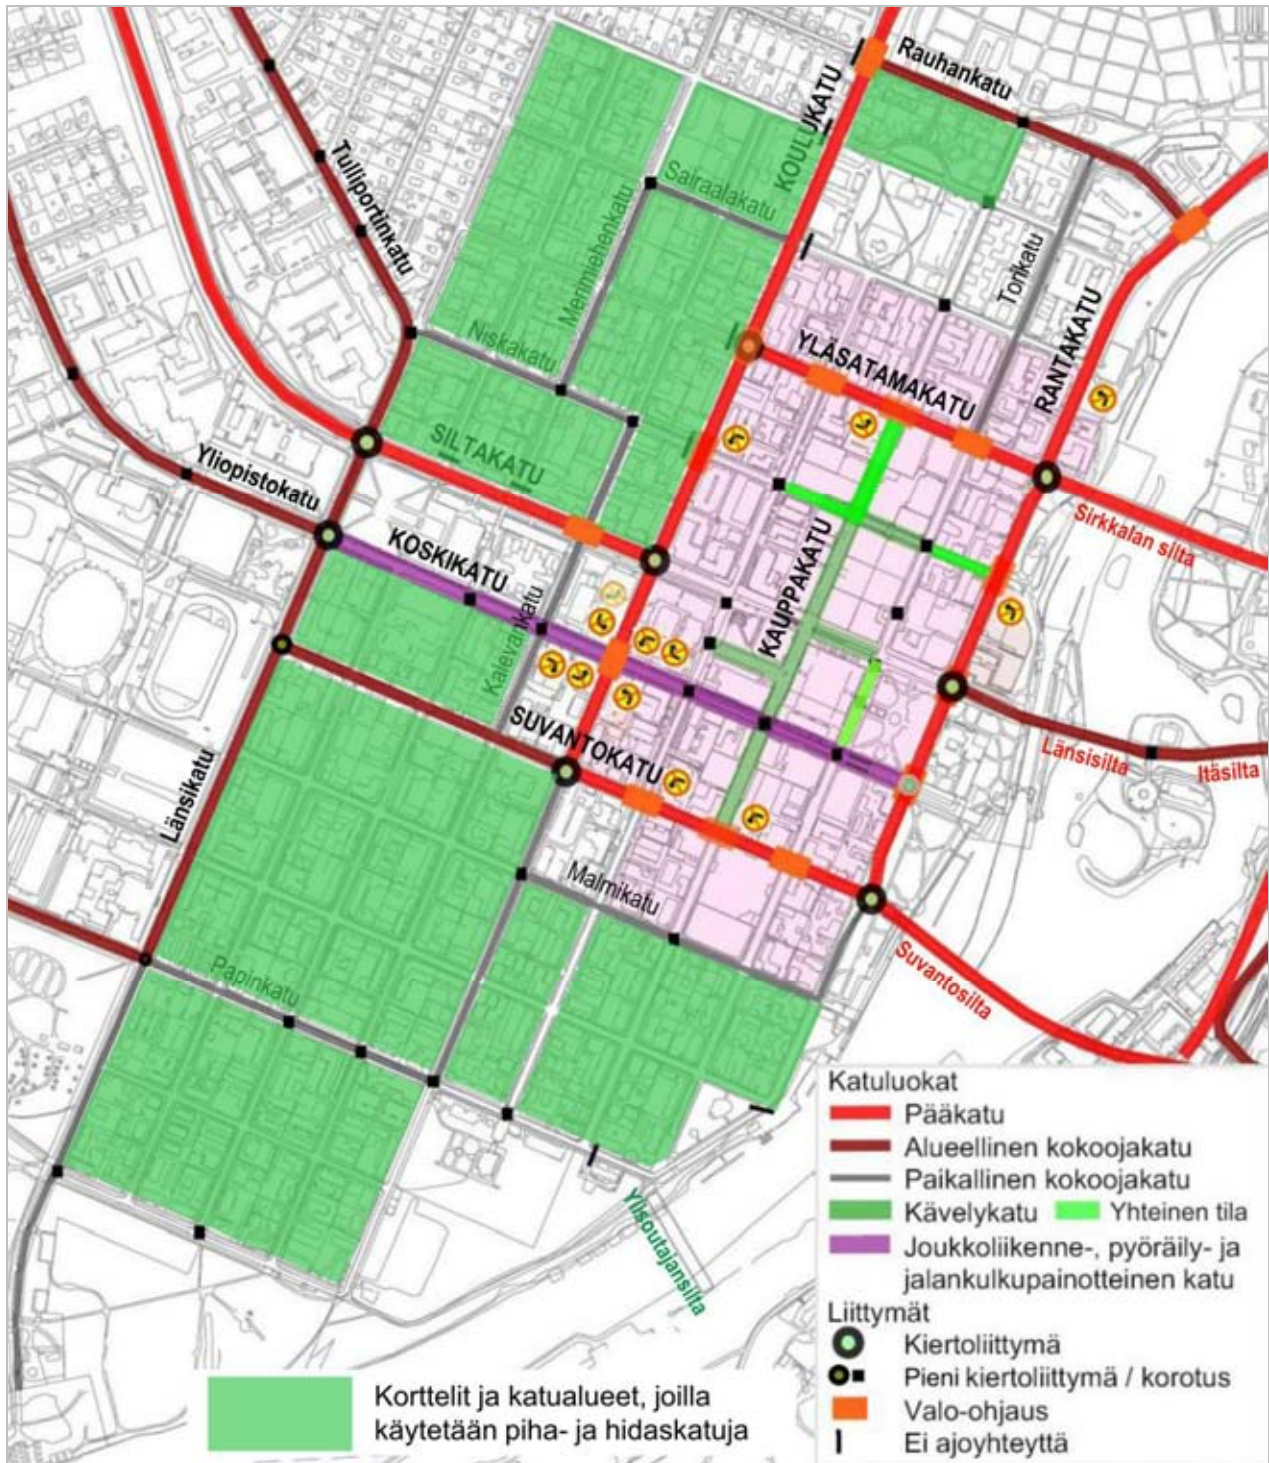 Rauhankatu
KOULUKATU
Tulliportinkatu
Sairaalakatu
Merimiehenkatu
Torikatu
RANTAKATU
Niskakatu
YLÄSATAMAKATU
SILTAKATU
Yliopistokatu
Sirkkalan silta
KOSKIKATU
KAUPPAKATU
Kalevankatu
SUVANTOKATU
Länsisilta
Itäsilta
Länsikatu
Malmikatu
Suvantosilta
Papinkatu
Ylisoutajansilta
Katuluokat
Pääkatu
Alueellinen kokoojakatu
Paikallinen kokoojakatu
Kävelykatu Yhteinen tila
Joukkoliikenne-, pyöräily- ja
jalankulkupainotteinen katu
Liittymät
Kiertoliittymä
Pieni kiertoliittymä / korotus
Valo-ohjaus
Ei ajoyhteyttä
Korttelit ja katualueet, joilla
käytetään piha- ja hidaskatuja